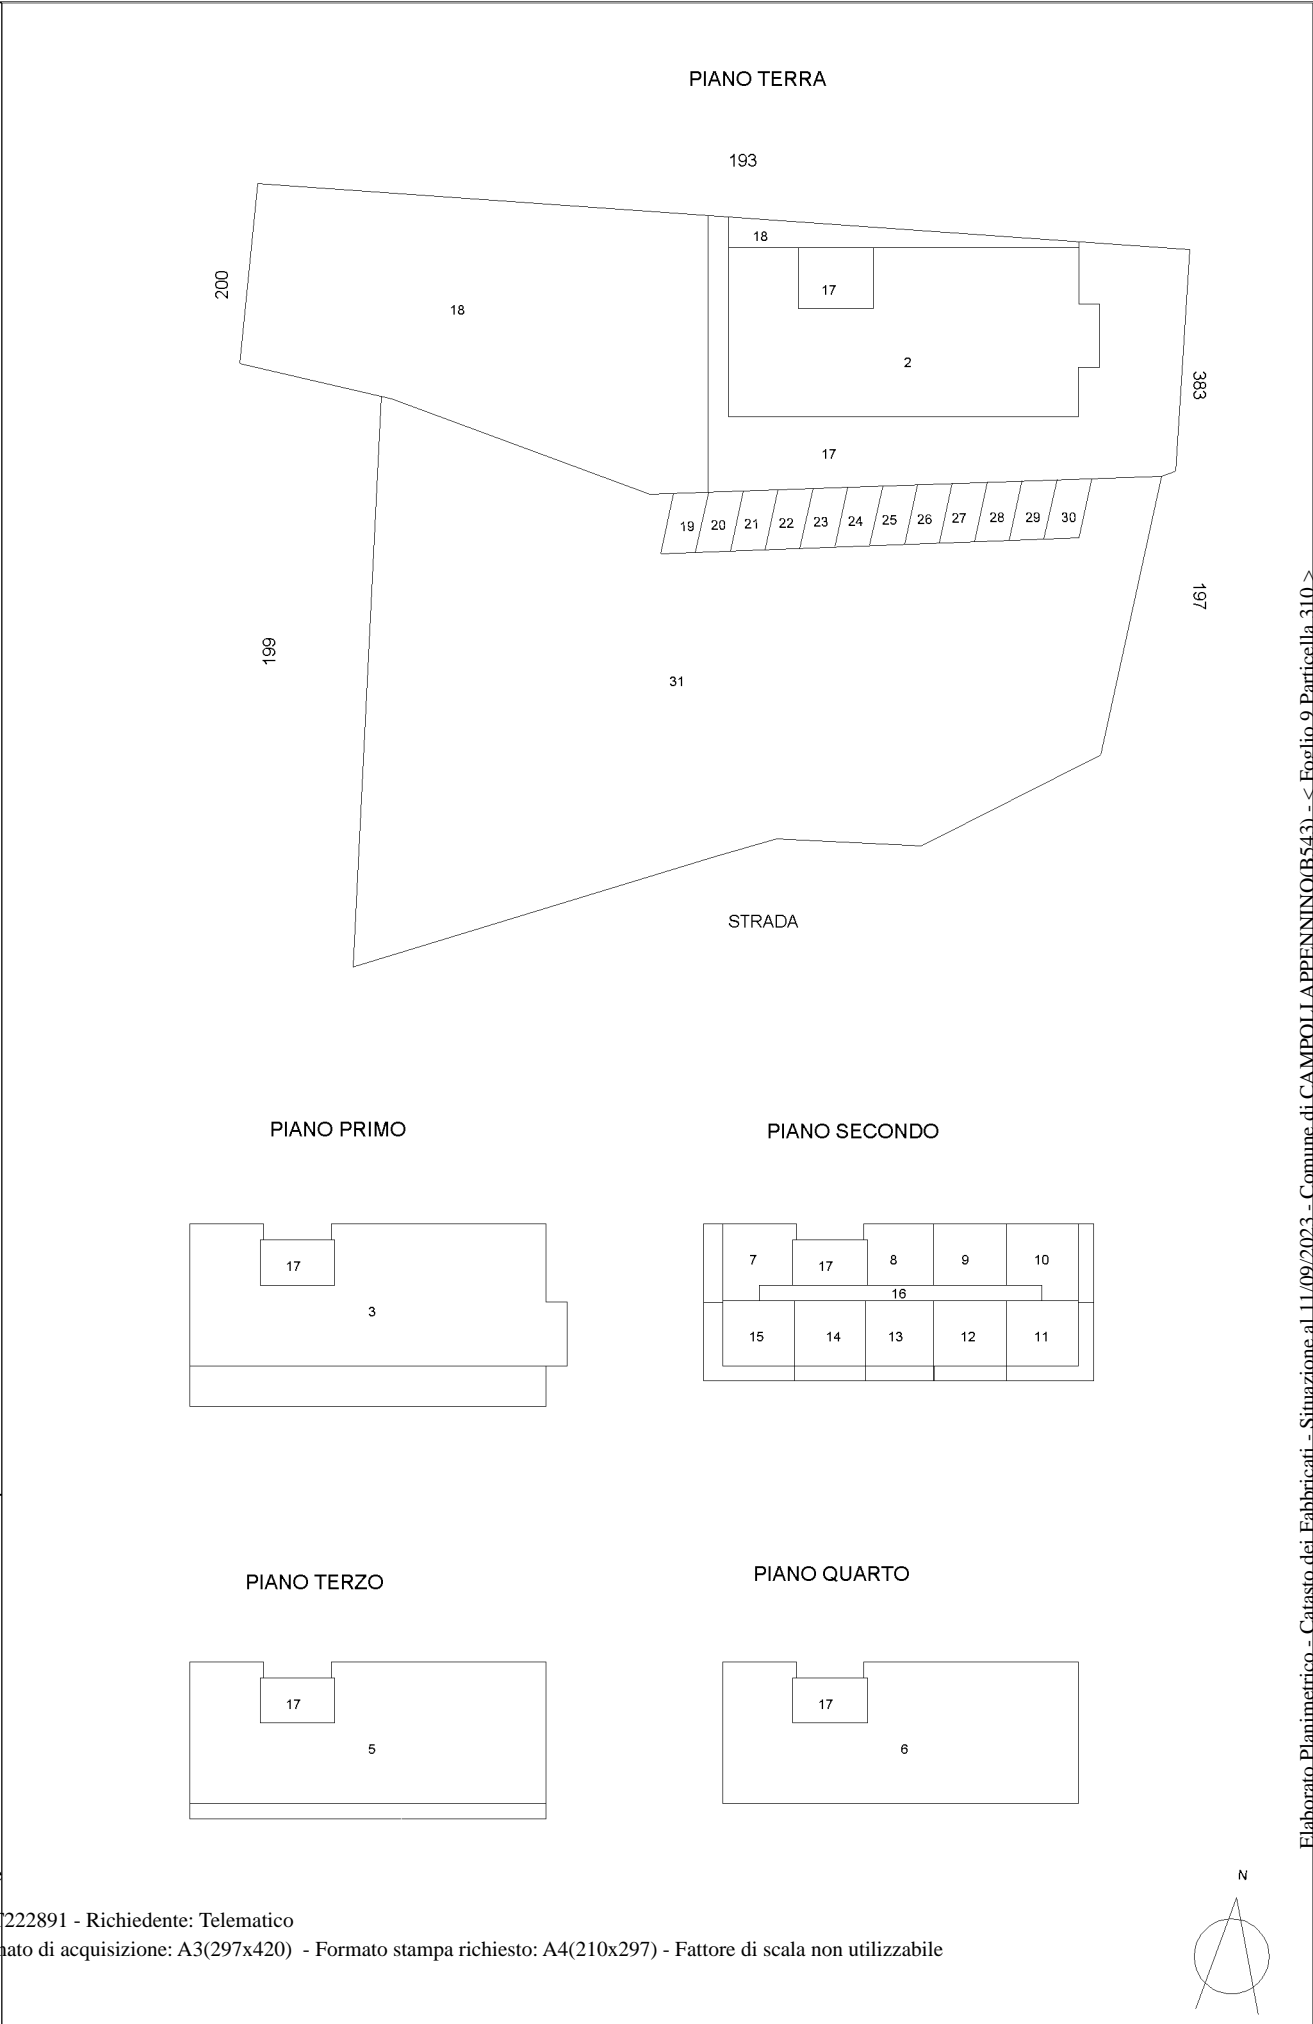 PIANO TERRA
193
200
18
18
17
2
383
17
19 20 21 22 23 24 25 26 27 28 29 30
197
199
31
STRADA
PIANO PRIMO
17
3
PIANO SECONDO
7 17 8 9 10
16
15 14 13 12 11
PIANO TERZO
17
5
PIANO QUARTO
17
6
N
222891 - Richiedente: Telematico
ato di acquisizione: A3(297x420) - Formato stampa richiesto: A4(210x297) - Fattore di scala non utilizzabile
Elaborato Planimetrico - Catasto dei Fabbricati - Situazione al 11/09/2023 - Comune di CAMPOLI APPENNINO(B543) - < Foglio 9 Particella 310 >